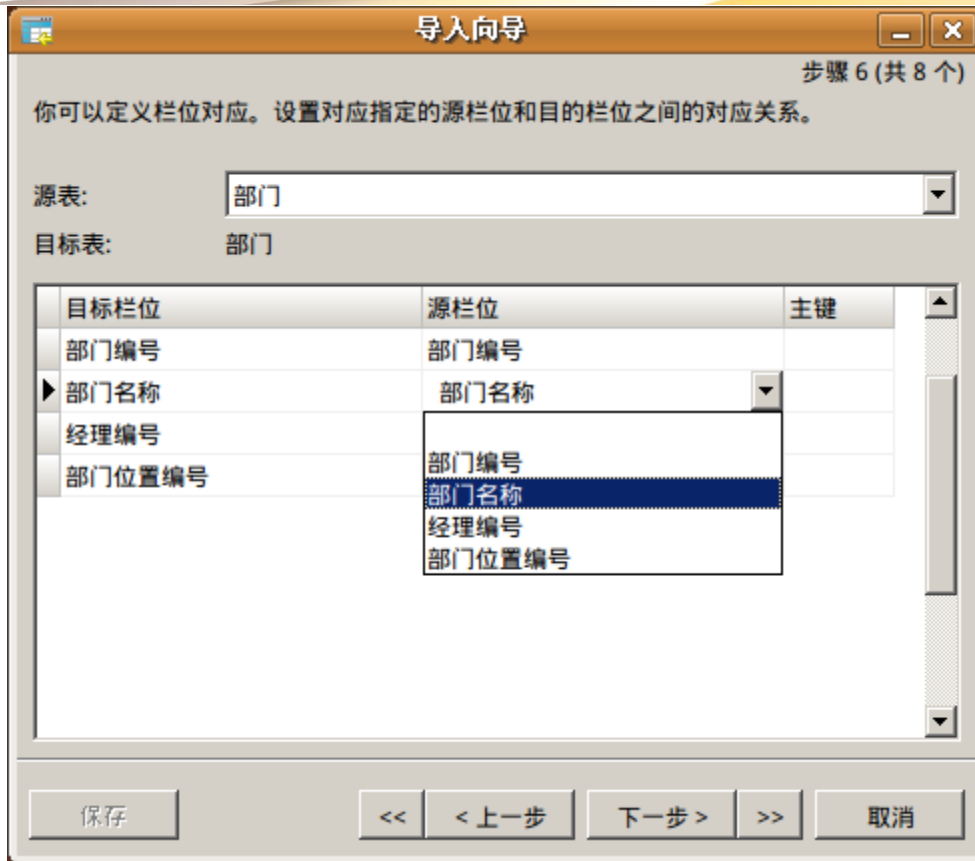 导入向导
步骤 6 (共 8 个)
你可以定义栏位对应。设置对应指定的源栏位和目的栏位之间的对应关系。
源表: 部门
目标表: 部门
目标栏位 源栏位 主键
部门编号 部门编号
部门名称 部门名称
经理编号
部门位置编号
部门编号
部门名称
经理编号
部门位置编号
保存 << < 上一步 下一步 > >> 取消